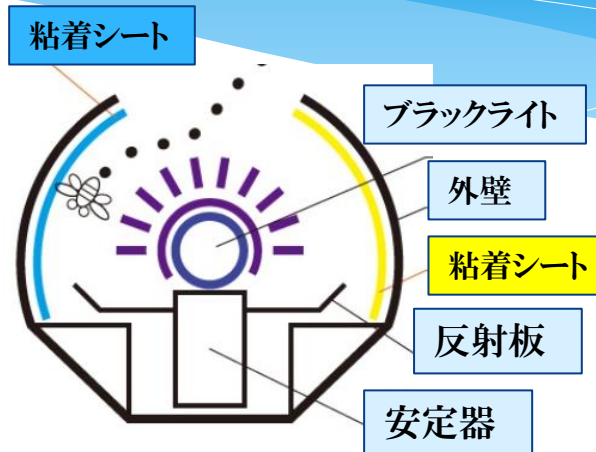 粘着シート
ブラックライト
外壁
粘着シート
反射板
安定器